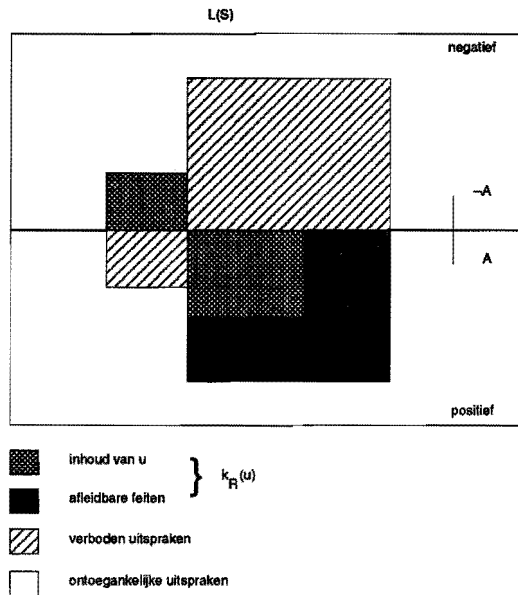 L(S)
negatief
¬A
A
positief
inhoud van u
} k_R(u)
afleidbare feiten
verboden uitspraken
ontoegankelijke uitspraken